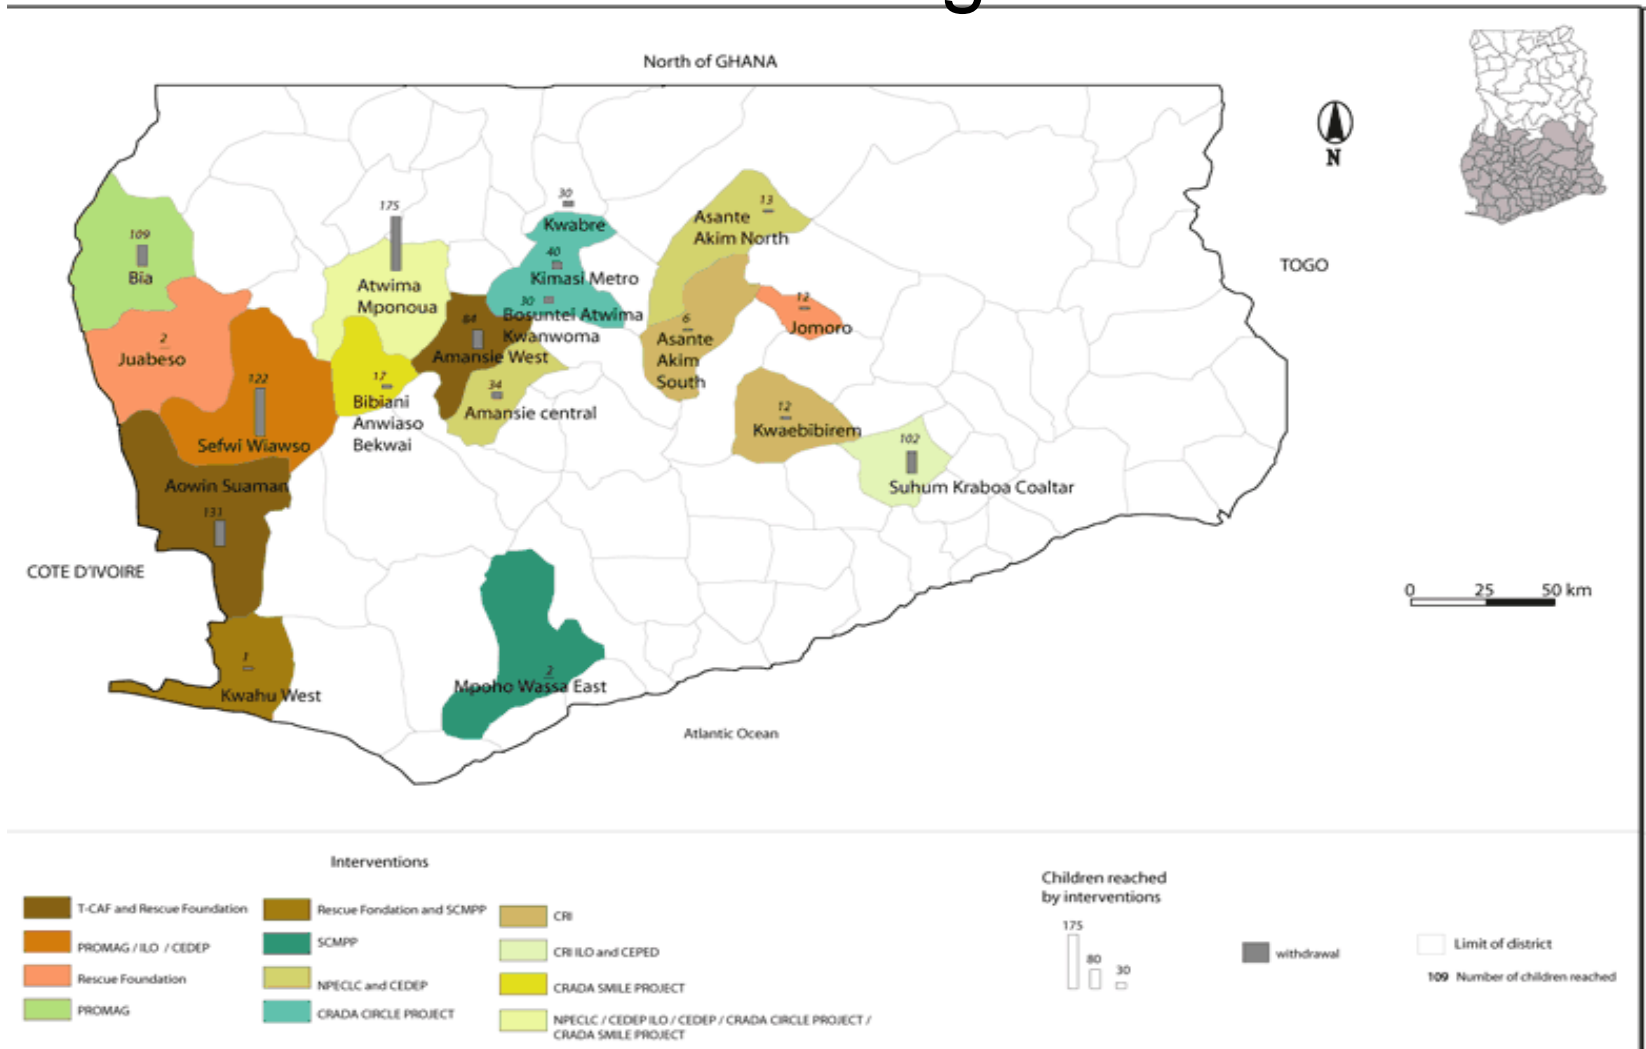 g
North of GHANA
N
TOGO
COTE D'IVOIRE
Atlantic Ocean
0 25 50 km
109
Bia
2
Juabeso
122
Sefwi Wiawso
Aowin Suaman
131
1
Kwahu West
175
Atwima
Mponoua
17
Bibiani
Anwiaso
Bekwai
84
Amansie West
34
Amansie central
30
Kwabre
40
Kimasi Metro
30
Bosuntei Atwima
Kwanwoma
13
Asante
Akim North
6
Asante
Akim
South
12
Jomoro
12
Kwaebibirem
102
Suhum Kraboa Coaltar
2
Mpoho Wassa East
Interventions
T-CAF and Rescue Foundation
PROMAG / ILO / CEDEP
Rescue Foundation
PROMAG
Rescue Fondation and SCMPP
SCMPP
NPECLC and CEDEP
CRADA CIRCLE PROJECT
CRI
CRI ILO and CEPED
CRADA SMILE PROJECT
NPECLC / CEDEP ILO / CEDEP / CRADA CIRCLE PROJECT /
CRADA SMILE PROJECT
Children reached
by interventions
175
80
30
withdrawal
Limit of district
109 Number of children reached